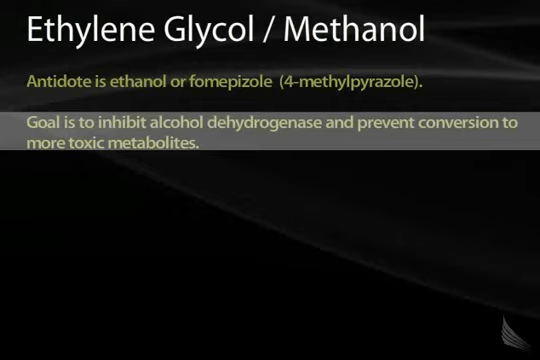 Ethylene Glycol / Methanol
Antidote is ethanol or fomepizole (4-methylpyrazole).
Goal is to inhibit alcohol dehydrogenase and prevent conversion to
more toxic metabolites.